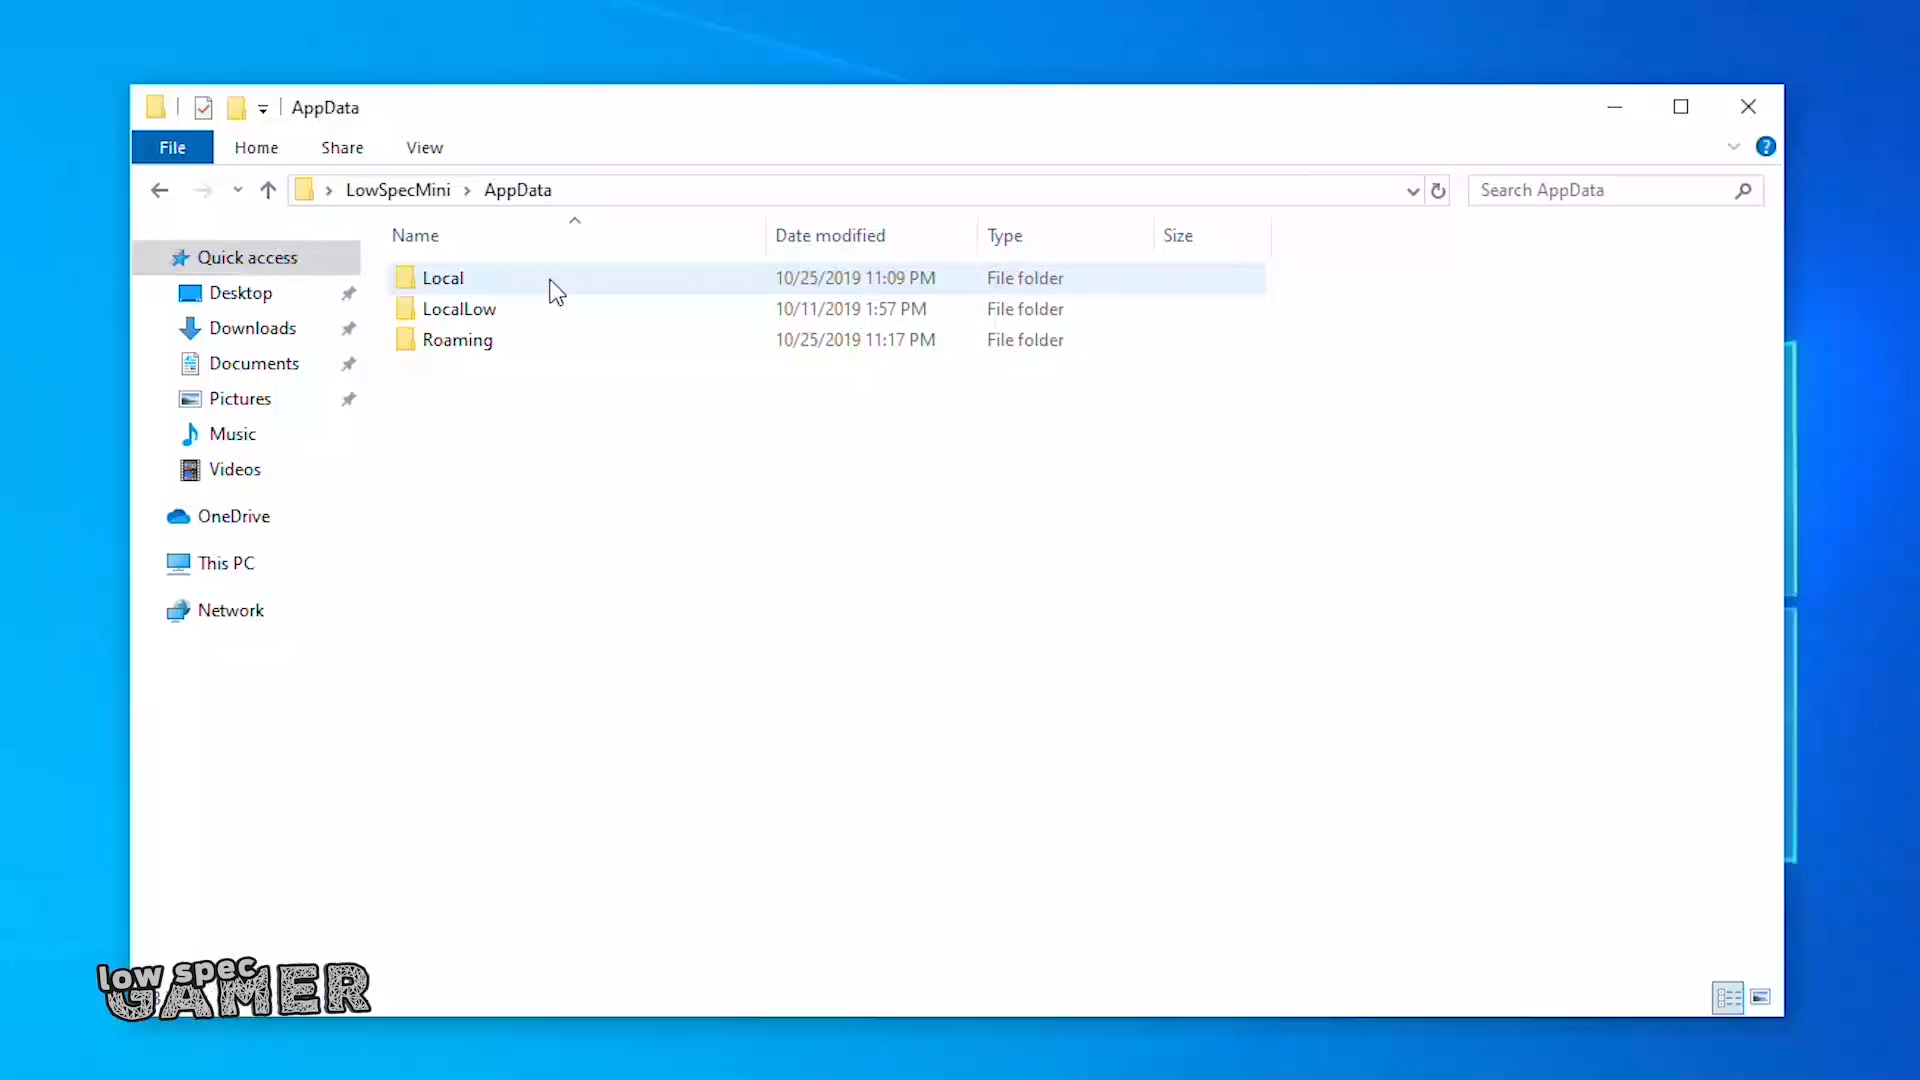 AppData
File Home Share View
LowSpecMini AppData
Search AppData
Name Date modified Type Size
Quick access
Desktop
Downloads
Documents
Pictures
Music
Videos
OneDrive
This PC
Network
Local 10/25/2019 11:09 PM File folder
LocalLow 10/11/2019 1:57 PM File folder
Roaming 10/25/2019 11:17 PM File folder
low spec
GAMER